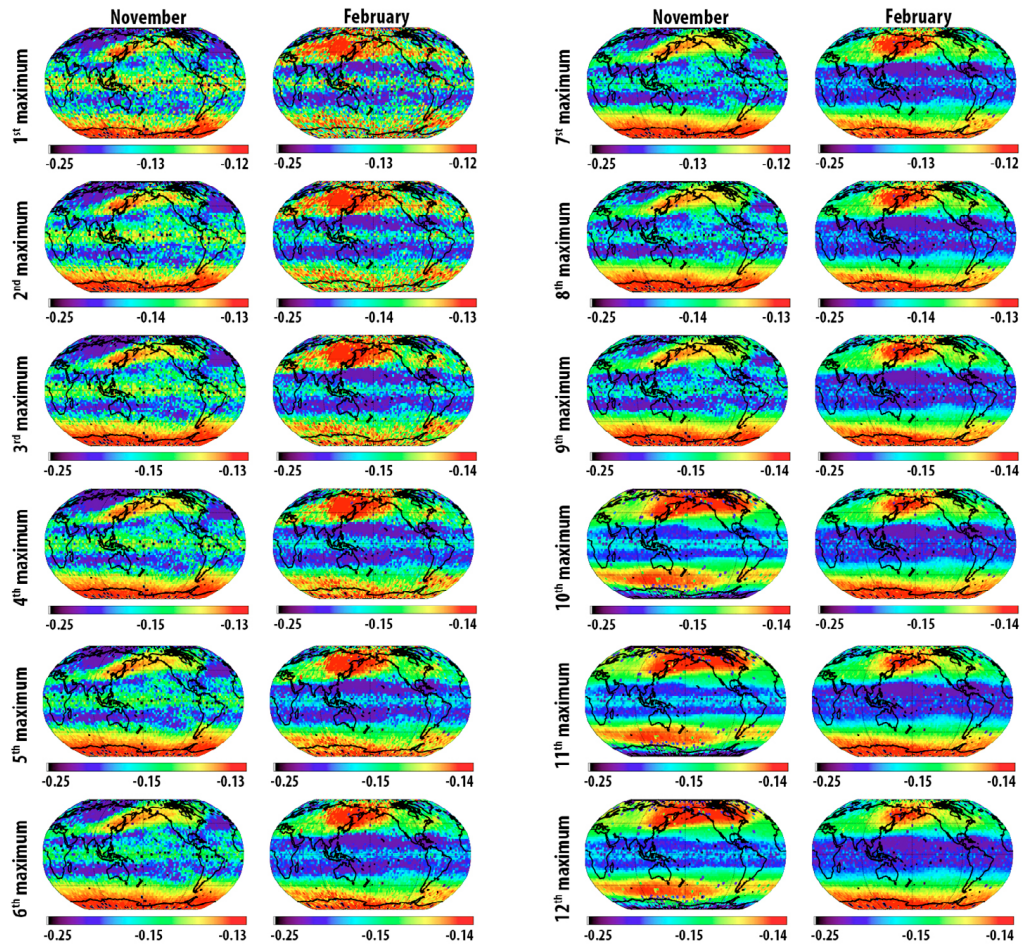 November February November February
1st maximum 7st maximum
-0.25 -0.13 -0.12 -0.25 -0.13 -0.12 -0.25 -0.13 -0.12 -0.25 -0.13 -0.12
2nd maximum 8th maximum
-0.25 -0.14 -0.13 -0.25 -0.14 -0.13 -0.25 -0.14 -0.13 -0.25 -0.14 -0.13
3rd maximum 9th maximum
-0.25 -0.15 -0.13 -0.25 -0.15 -0.14 -0.25 -0.15 -0.14 -0.25 -0.15 -0.14
4th maximum 10th maximum
-0.25 -0.15 -0.13 -0.25 -0.15 -0.14 -0.25 -0.15 -0.14 -0.25 -0.15 -0.14
5th maximum 11th maximum
-0.25 -0.15 -0.13 -0.25 -0.15 -0.14 -0.25 -0.15 -0.14 -0.25 -0.15 -0.14
6th maximum 12th maximum
-0.25 -0.15 -0.13 -0.25 -0.15 -0.14 -0.25 -0.15 -0.14 -0.25 -0.15 -0.14